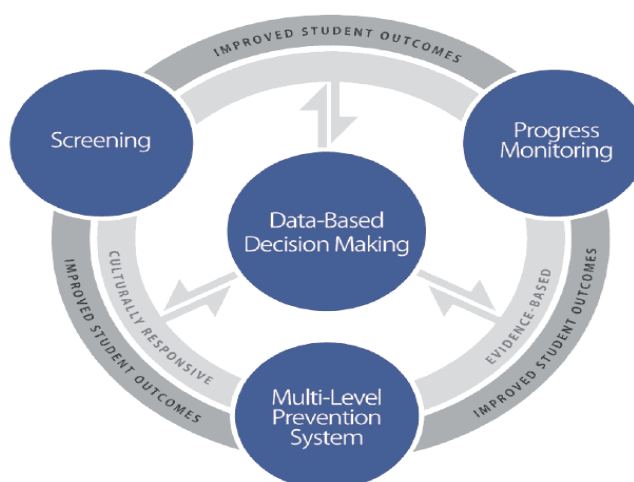 IMPROVED STUDENT OUTCOMES
Screening
Progress
Monitoring
Data-Based
Decision Making
CULTURALLY RESPONSIVE
IMPROVED STUDENT OUTCOMES
EVIDENCE-BASED
IMPROVED STUDENT OUTCOMES
Multi-Level
Prevention
System